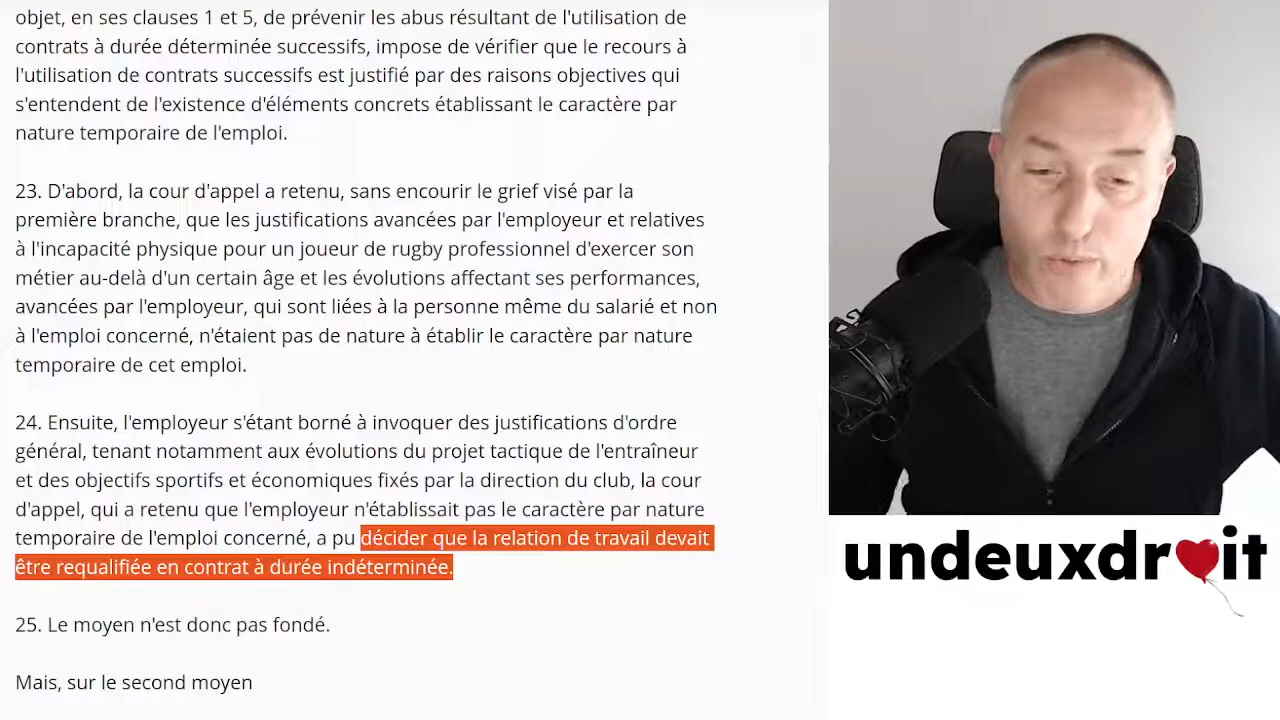 objet, en ses clauses 1 et 5, de prévenir les abus résultant de l'utilisation de
contrats à durée déterminée successifs, impose de vérifier que le recours à
l'utilisation de contrats successifs est justifié par des raisons objectives qui
s'entendent de l'existence d'éléments concrets établissant le caractère par
nature temporaire de l'emploi.
23. D'abord, la cour d'appel a retenu, sans encourir le grief visé par la
première branche, que les justifications avancées par l'employeur et relatives
à l'incapacité physique pour un joueur de rugby professionnel d'exercer son
métier au-delà d'un certain âge et les évolutions affectant ses performances,
avancées par l'employeur, qui sont liées à la personne même du salarié et non
à l'emploi concerné, n'étaient pas de nature à établir le caractère par nature
temporaire de cet emploi.
24. Ensuite, l'employeur s'étant borné à invoquer des justifications d'ordre
général, tenant notamment aux évolutions du projet tactique de l'entraîneur
et des objectifs sportifs et économiques fixés par la direction du club, la cour
d'appel, qui a retenu que l'employeur n'établissait pas le caractère par nature
temporaire de l'emploi concerné, a pu décider que la relation de travail devait
être requalifiée en contrat à durée indéterminée.
25. Le moyen n'est donc pas fondé.
Mais, sur le second moyen
undeuxdroit